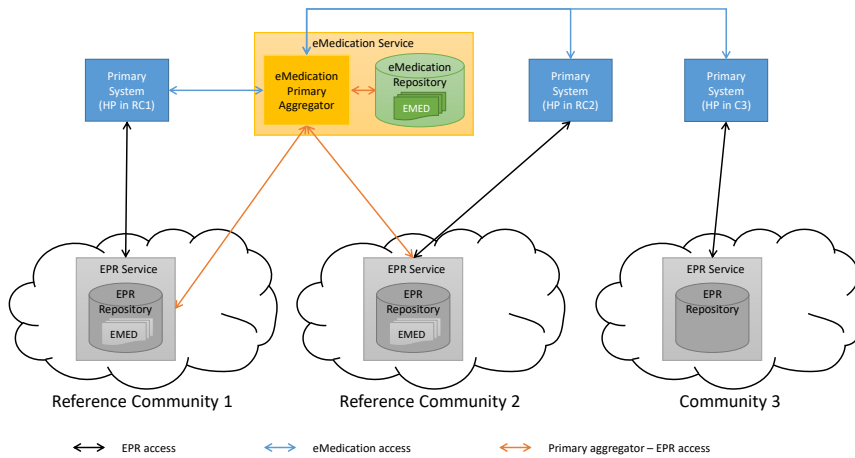 eMedication Service
Primary
System
(HP in RC1)
eMedication
Primary
Aggregator
eMedication
Repository
EMED
Primary
System
(HP in RC2)
Primary
System
(HP in C3)
EPR Service
EPR
Repository
EMED
EPR Service
EPR
Repository
EMED
EPR Service
EPR
Repository
Reference Community 1
Reference Community 2
Community 3
EPR access
eMedication access
Primary aggregator – EPR access